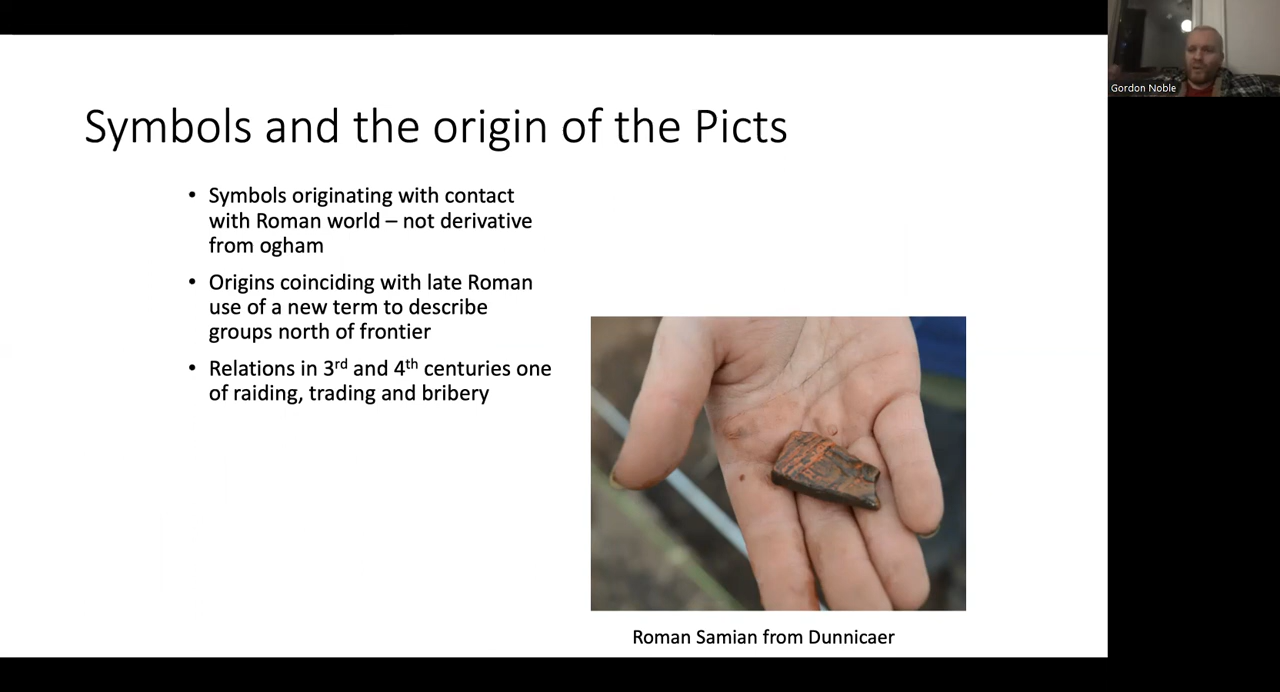 Gordon Noble
Symbols and the origin of the Picts
• Symbols originating with contact
with Roman world – not derivative
from ogham
• Origins coinciding with late Roman
use of a new term to describe
groups north of frontier
• Relations in 3rd and 4th centuries one
of raiding, trading and bribery
Roman Samian from Dunnicaer